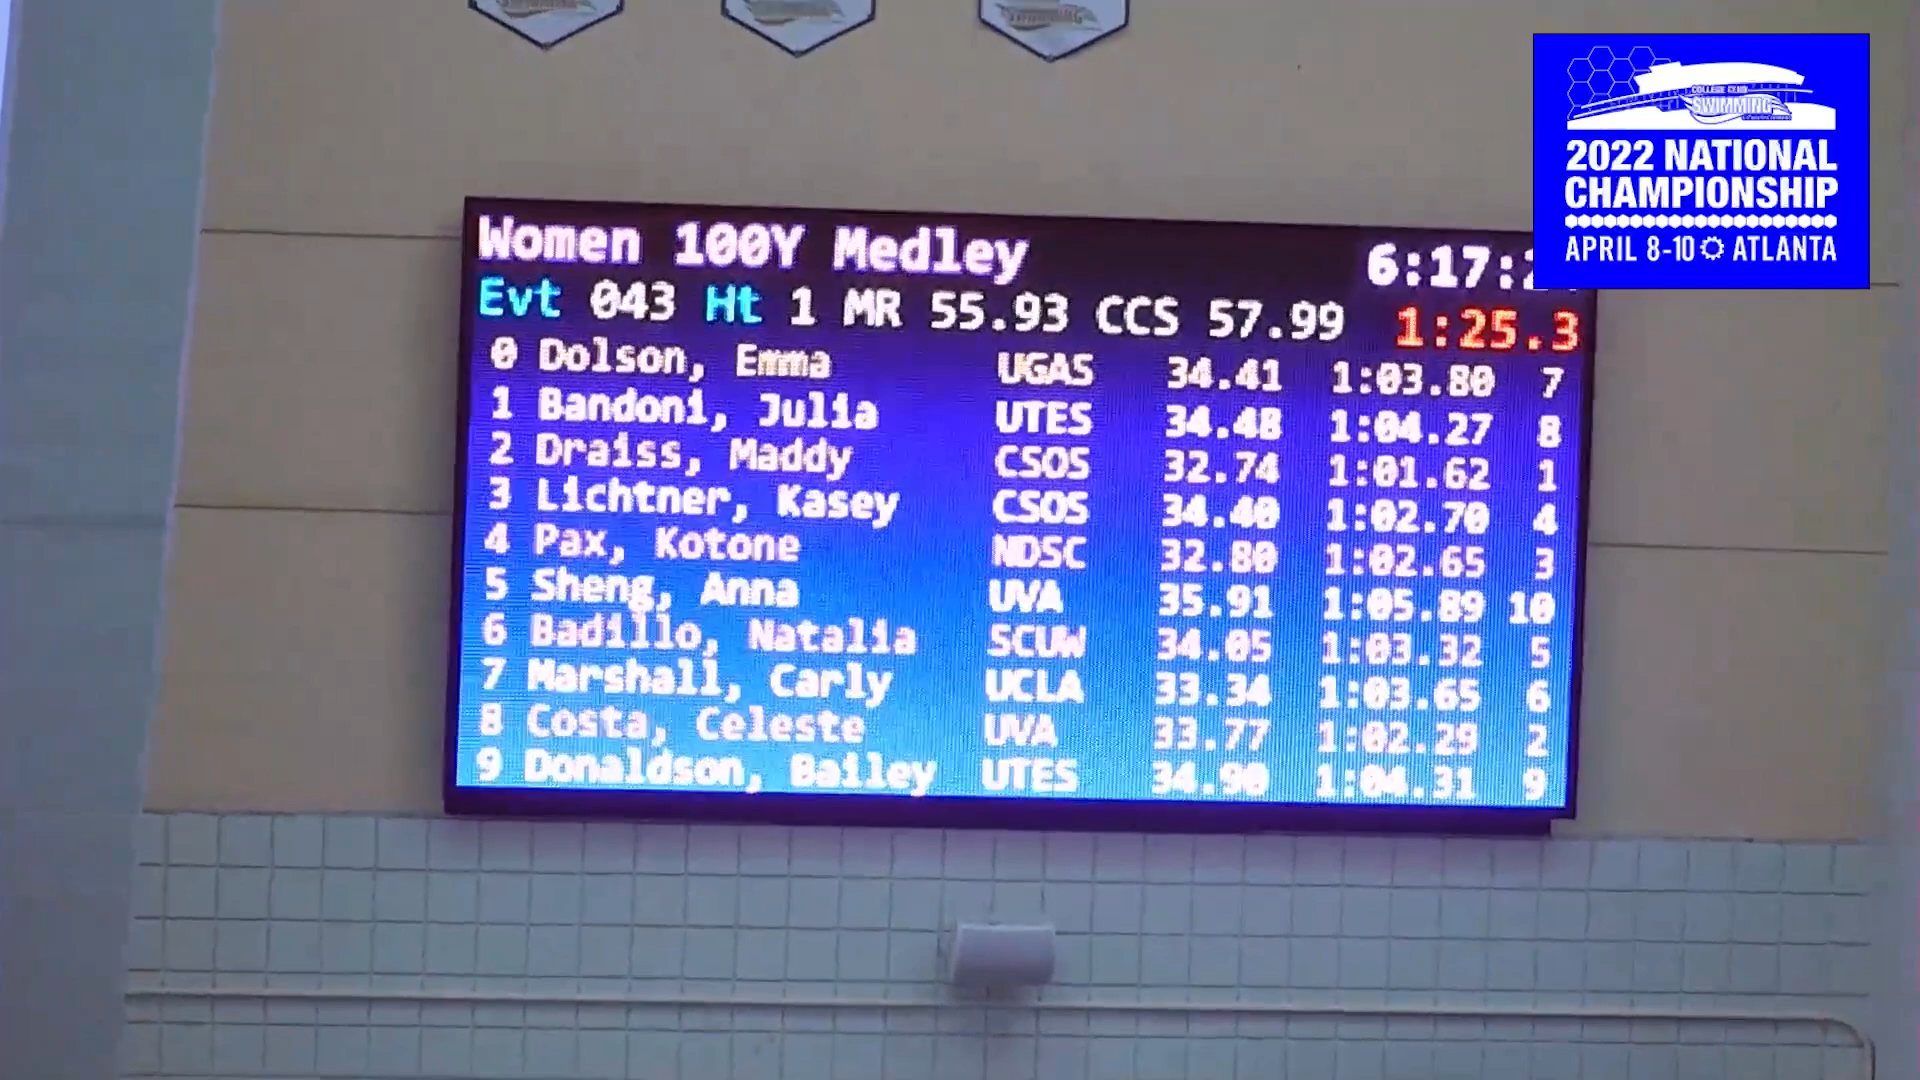 SWIMMING
SWIMMING
COLLEGE CLUB
SWIMMING
2022 NATIONAL
CHAMPIONSHIP
APRIL 8-10 ATLANTA
Women 100Y Medley 6:17:2
Evt 043 Ht 1 MR 55.93 CCS 57.99 1:25.3
0 Dolson, Emma UGAS 34.41 1:03.80 7
1 Bandoni, Julia UTES 34.48 1:04.27 8
2 Draiss, Maddy CSOS 32.74 1:01.62 1
3 Lichtner, Kasey CSOS 34.40 1:02.70 4
4 Pax, Kotone NDSC 32.80 1:02.65 3
5 Sheng, Anna UVA 35.91 1:05.89 10
6 Badillo, Natalia SCUW 34.05 1:03.32 5
7 Marshall, Carly UCLA 33.34 1:03.65 6
8 Costa, Celeste UVA 33.77 1:02.29 2
9 Donaldson, Bailey UTES 34.90 1:04.31 9